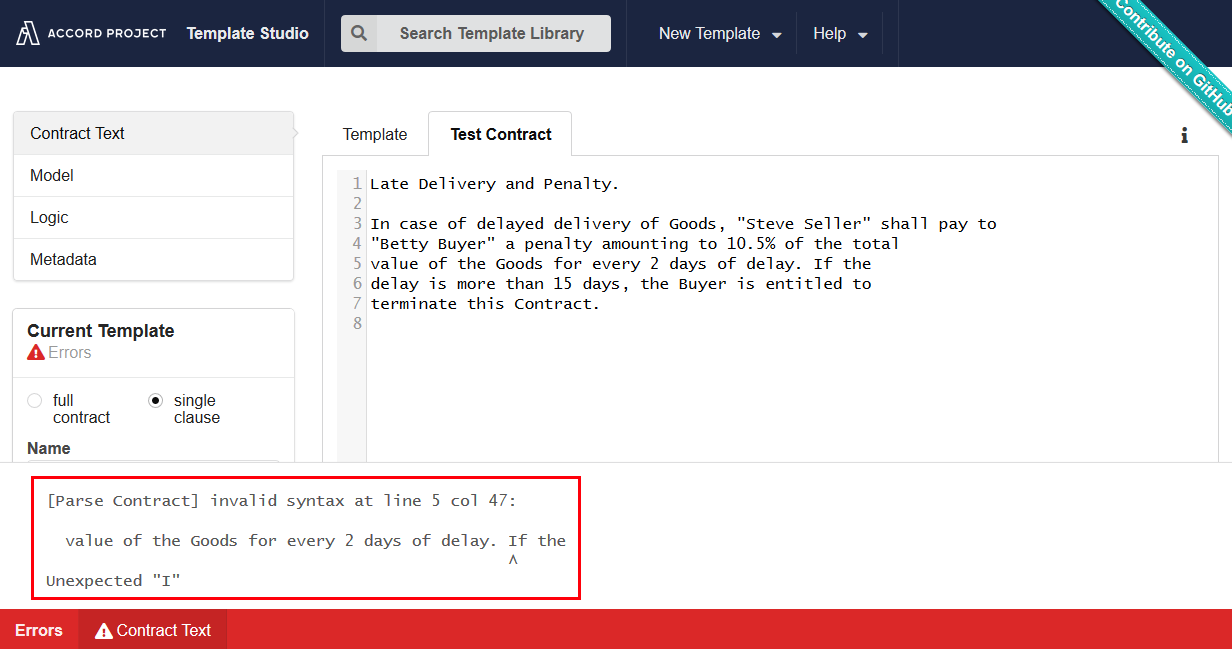 ACCORD PROJECT Template Studio Search Template Library New Template Help
Contribute on GitHub
Contract Text
Model
Logic
Metadata
Current Template
Errors
full contract
single clause
Name
Template Test Contract
1 Late Delivery and Penalty.
2
3 In case of delayed delivery of Goods, "Steve Seller" shall pay to
4 "Betty Buyer" a penalty amounting to 10.5% of the total
5 value of the Goods for every 2 days of delay. If the
6 delay is more than 15 days, the Buyer is entitled to
7 terminate this Contract.
8
[Parse Contract] invalid syntax at line 5 col 47:
value of the Goods for every 2 days of delay. If the
^
Unexpected "I"
Errors Contract Text